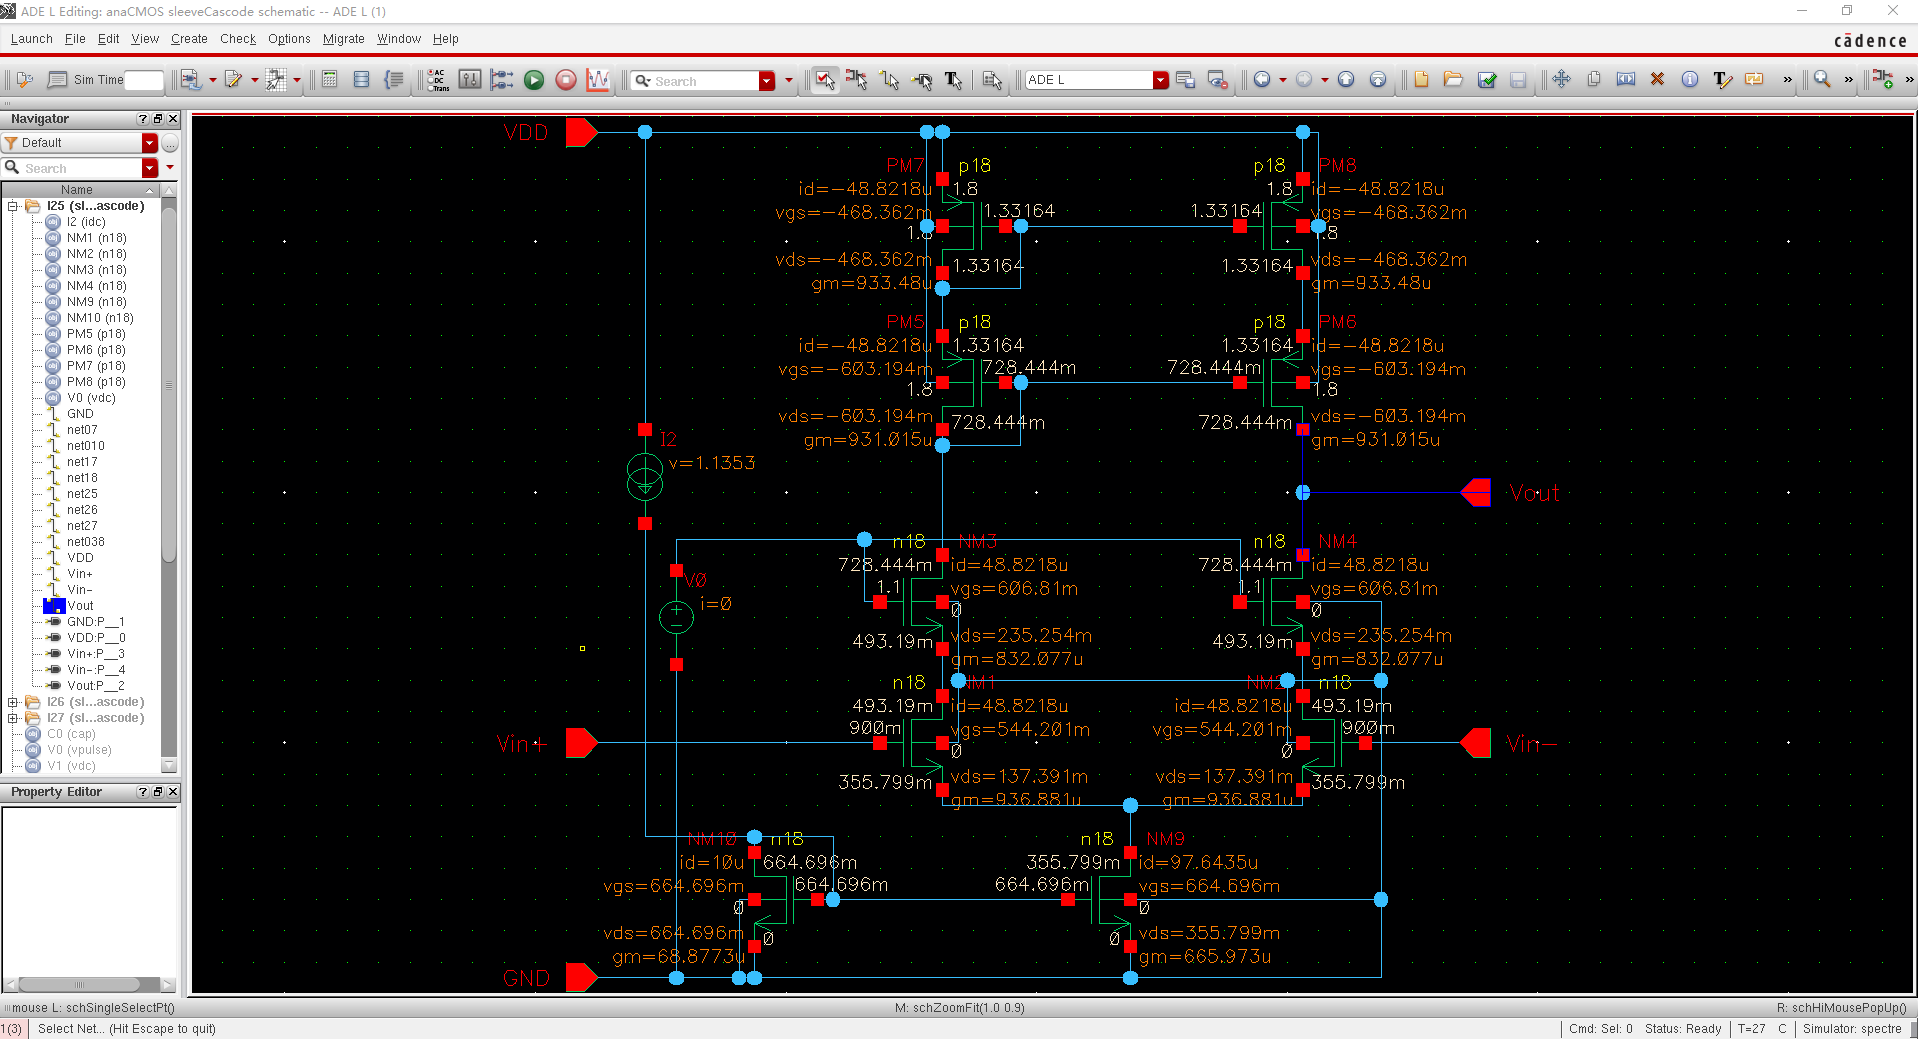 ADE L Editing: anaCMOS sleeveCascode schematic -- ADE L (1)
Launch File Edit View Create Check Options Migrate Window Help
cādence
Sim Time
AC DC Trans
Search
ADE L
Navigator
Default
Search
Name
I25 (sl...ascode)
I2 (idc)
NM1 (n18)
NM2 (n18)
NM3 (n18)
NM4 (n18)
NM9 (n18)
NM10 (n18)
PM5 (p18)
PM6 (p18)
PM7 (p18)
PM8 (p18)
V0 (vdc)
GND
net07
net010
net17
net18
net25
net26
net27
net038
VDD
Vin+
Vin-
Vout
GND:P__1
VDD:P__0
Vin+:P__3
Vin-:P__4
Vout:P__2
I26 (sl...ascode)
I27 (sl...ascode)
C0 (cap)
V0 (vpulse)
V1 (vdc)
Property Editor
VDD
PM7 p18
id=-48.8218u 1.8
vgs=-468.362m 1.33164
1.8
vds=-468.362m 1.33164
gm=933.48u
p18 PM8
1.8 id=-48.8218u
1.33164 vgs=-468.362m
1.8
1.33164 vds=-468.362m
gm=933.48u
PM5 p18
id=-48.8218u 1.33164
vgs=-603.194m 728.444m
1.8
vds=-603.194m 728.444m
gm=931.015u
p18 PM6
1.33164 id=-48.8218u
728.444m vgs=-603.194m
1.8
728.444m vds=-603.194m
gm=931.015u
I2
v=1.1353
Vout
V0
i=0
n18 NM3
728.444m id=48.8218u
1.1 vgs=606.81m
0
493.19m vds=235.254m
gm=832.077u
n18 NM4
728.444m id=48.8218u
1.1 vgs=606.81m
0
493.19m vds=235.254m
gm=832.077u
n18 NM1
493.19m id=48.8218u
900m vgs=544.201m
0
355.799m vds=137.391m
gm=936.881u
NM2 n18
id=48.8218u 493.19m
vgs=544.201m 900m
0
vds=137.391m 355.799m
gm=936.881u
Vin+
Vin-
NM10 n18
id=10u 664.696m
vgs=664.696m 664.696m
0
vds=664.696m 0
gm=68.8773u
n18 NM9
355.799m id=97.6435u
664.696m vgs=664.696m
0
0 vds=355.799m
gm=665.973u
GND
mouse L: schSingleSelectPt() M: schZoomFit(1.0 0.9) R: schHiMousePopUp()
1(3) Select Net... (Hit Escape to quit) Cmd: Sel: 0 Status: Ready T=27 C Simulator: spectre